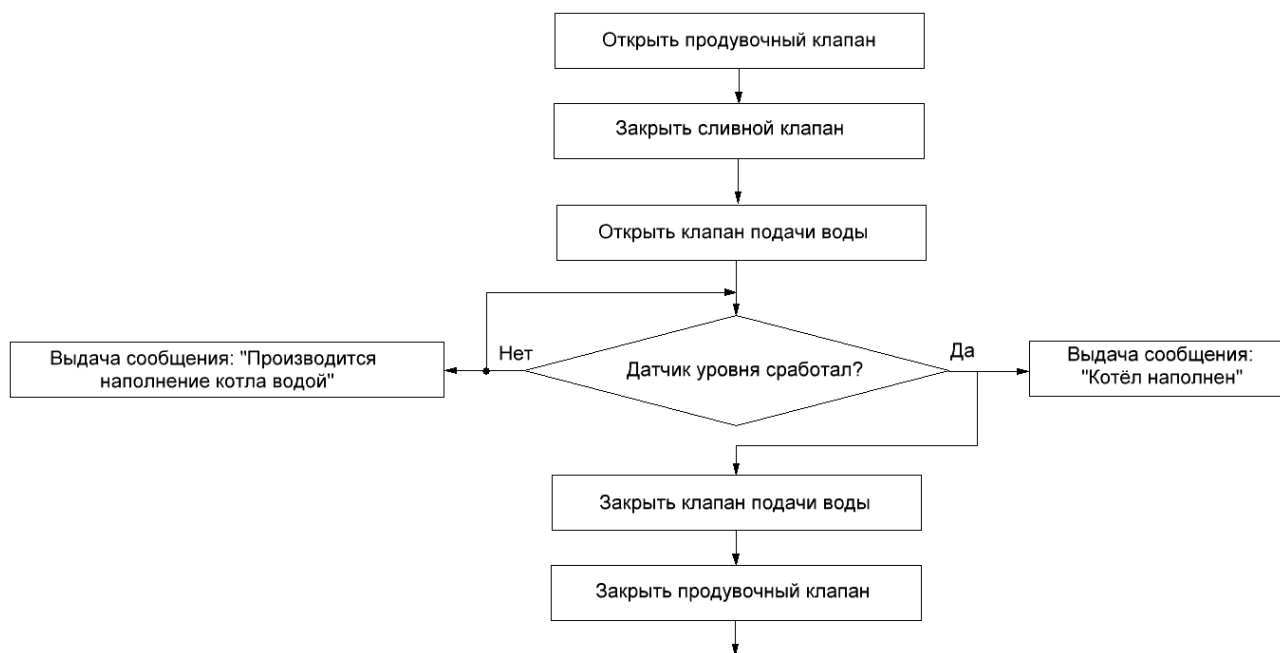 Открыть продувочный клапан
Закрыть сливной клапан
Открыть клапан подачи воды
Нет
Да
Выдача сообщения: "Производится
наполнение котла водой"
Датчик уровня сработал?
Выдача сообщения:
"Котёл наполнен"
Закрыть клапан подачи воды
Закрыть продувочный клапан